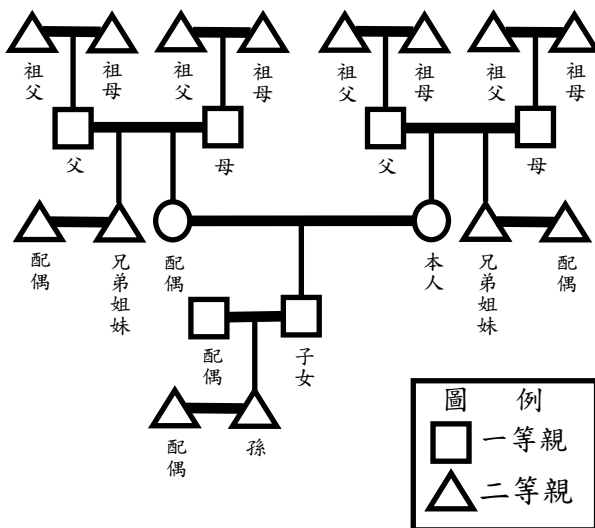 祖父 祖母 祖父 祖母 祖父 祖母 祖父 祖母
父 母 父 母
配偶 兄弟姐妹 配偶 本人 兄弟姐妹 配偶
配偶 子女
配偶 孫
圖 例
一等親
二等親